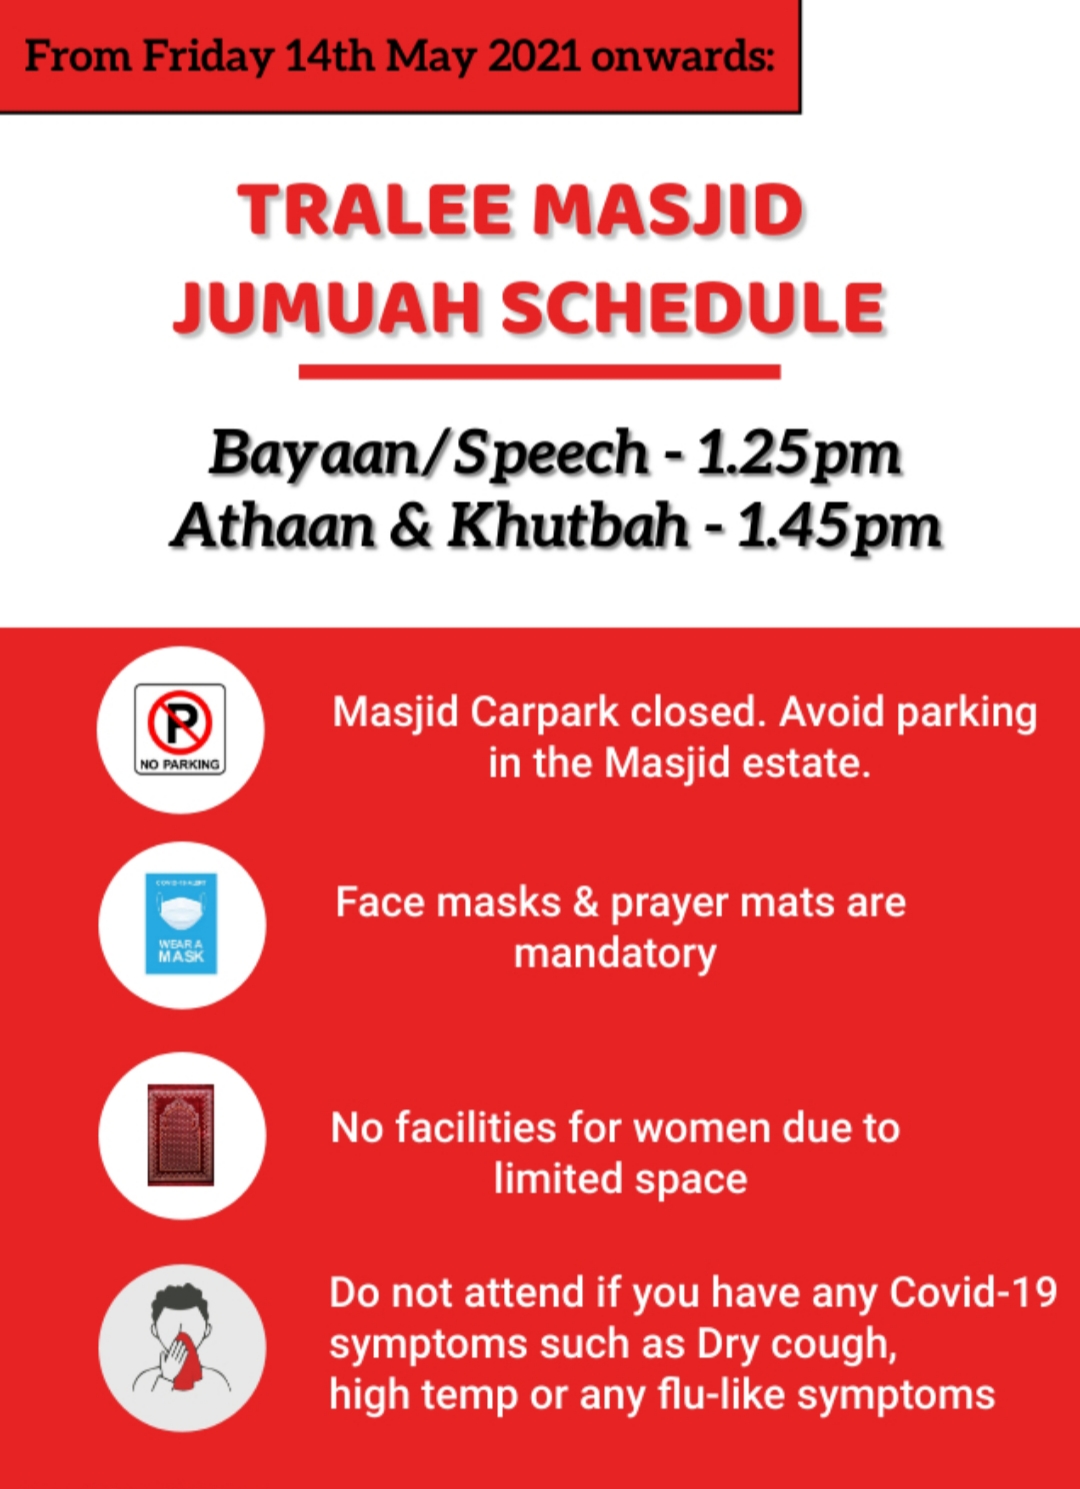 From Friday 14th May 2021 onwards:
TRALEE MASJID
JUMUAH SCHEDULE
Bayaan/Speech - 1.25pm
Athaan & Khutbah - 1.45pm
P
NO PARKING
Masjid Carpark closed. Avoid parking
in the Masjid estate.
COVID-19 ALERT
WEAR A
MASK
Face masks & prayer mats are
mandatory
No facilities for women due to
limited space
Do not attend if you have any Covid-19
symptoms such as Dry cough,
high temp or any flu-like symptoms